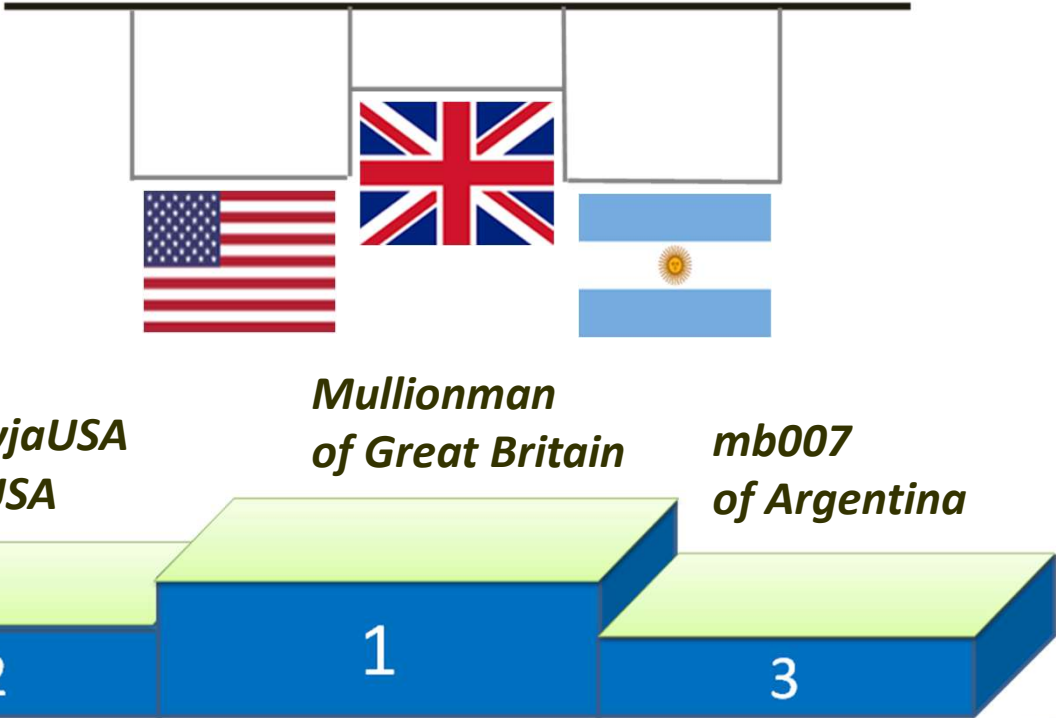 Mullionman
of Great Britain
mb007
of Argentina
1
3